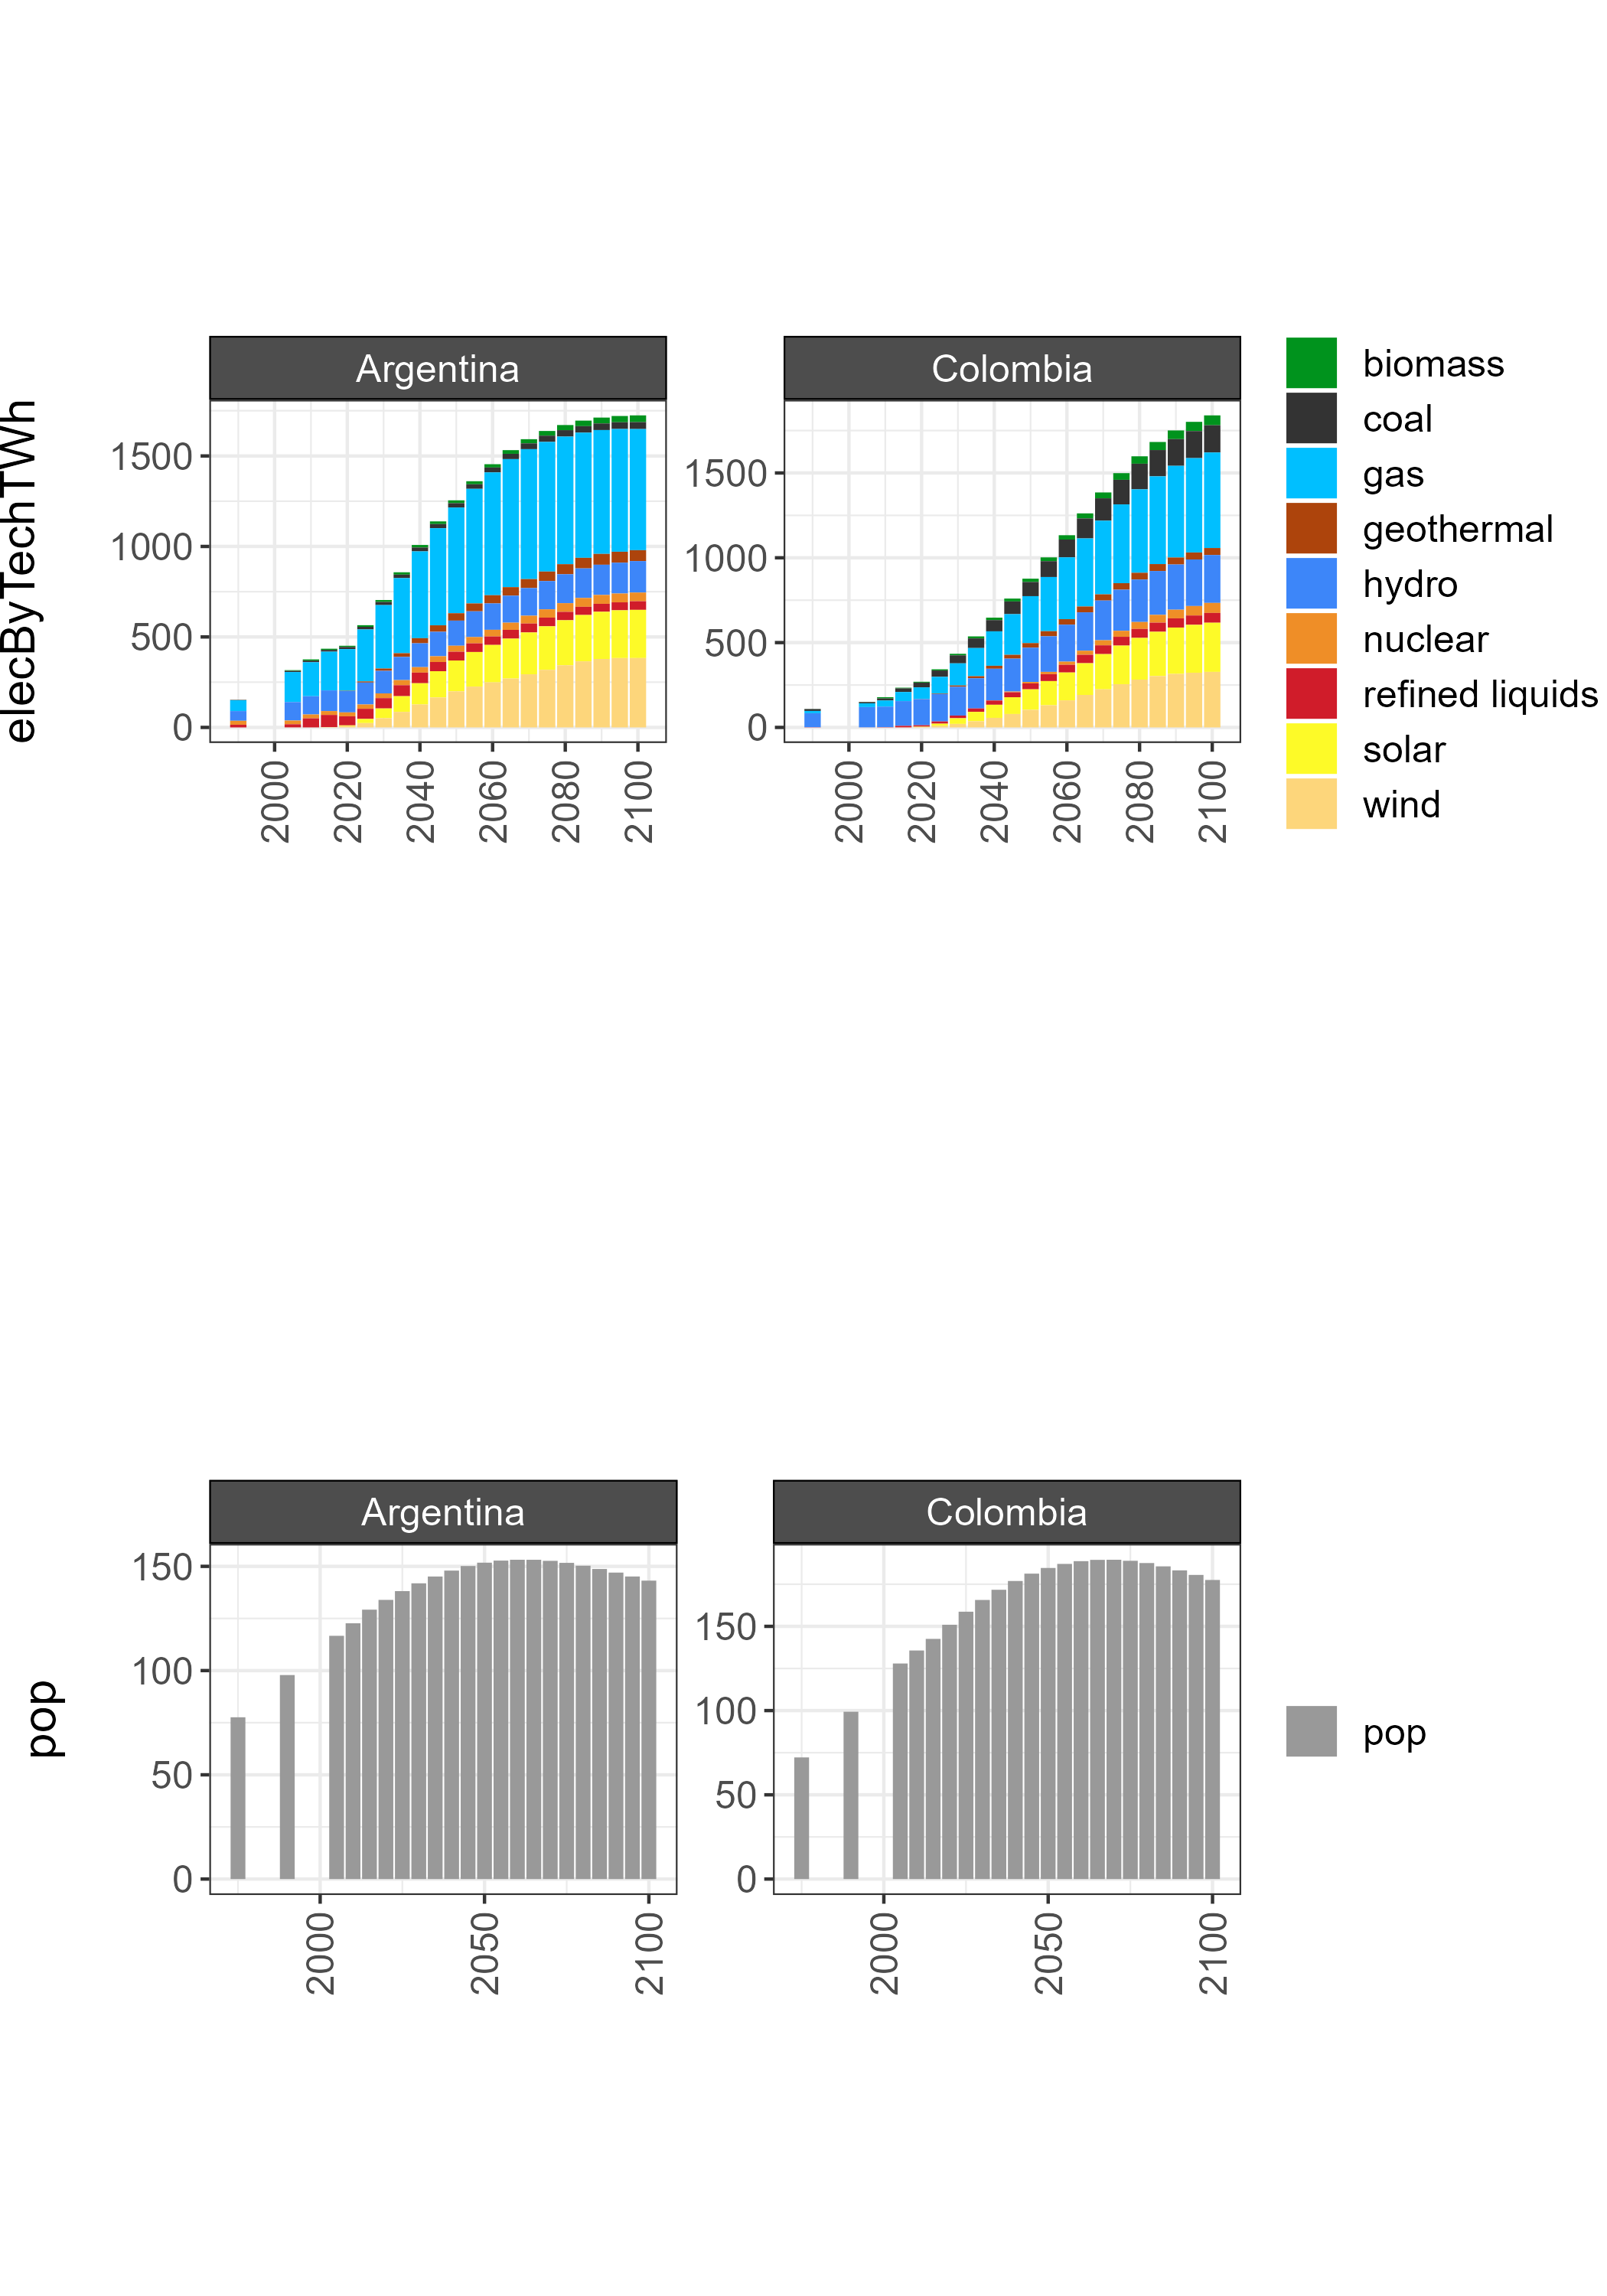 elecByTechTWh
Argentina
Colombia
1500
1000
500
0
1500
1000
500
0
2000
2020
2040
2060
2080
2100
2000
2020
2040
2060
2080
2100
biomass
coal
gas
geothermal
hydro
nuclear
refined liquids
solar
wind
pop
Argentina
Colombia
150
100
50
0
150
100
50
0
2000
2050
2100
2000
2050
2100
pop